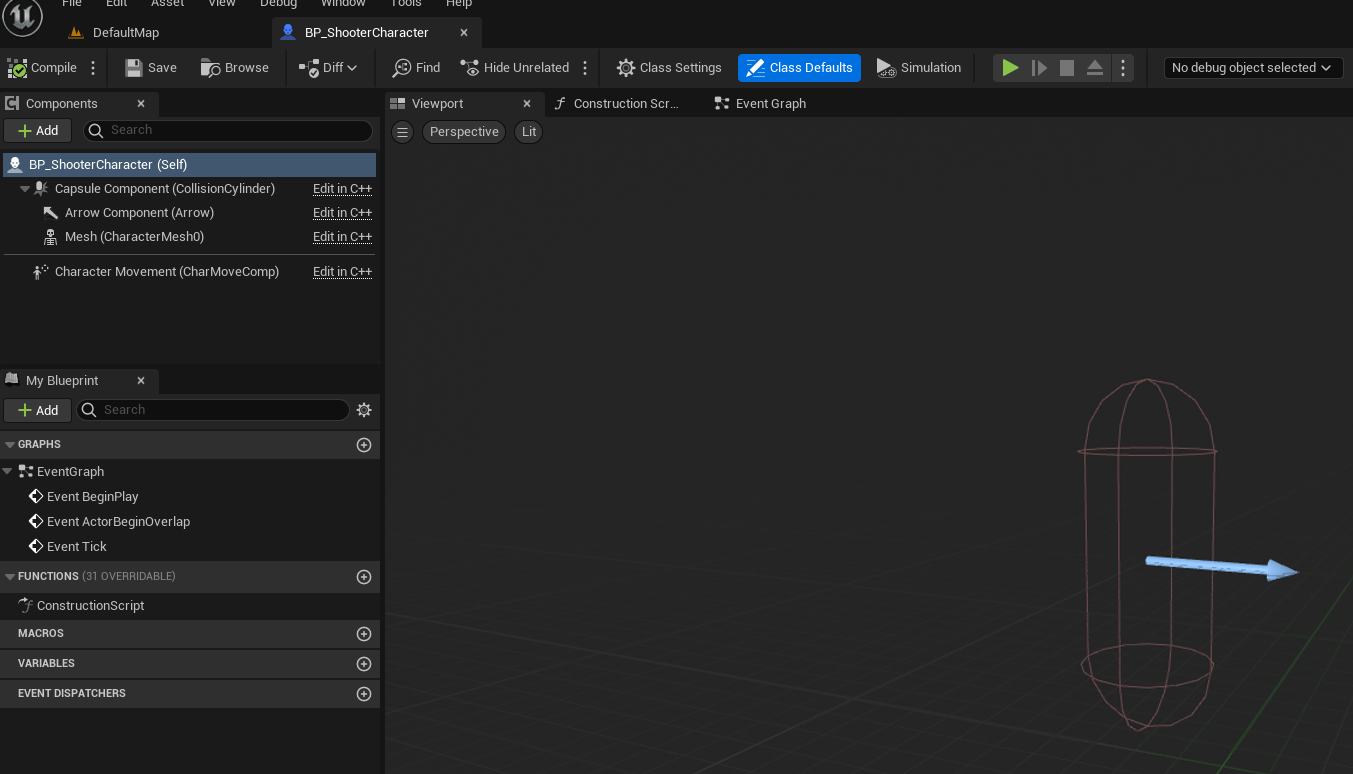 File Edit Asset View Debug Window Tools Help
DefaultMap BP_ShooterCharacter
Compile Save Browse Diff Find Hide Unrelated Class Settings Class Defaults Simulation No debug object selected
Components Viewport Construction Scr... Event Graph
Add Search Perspective Lit
BP_ShooterCharacter (Self)
Capsule Component (CollisionCylinder) Edit in C++
Arrow Component (Arrow) Edit in C++
Mesh (CharacterMesh0) Edit in C++
Character Movement (CharMoveComp) Edit in C++
My Blueprint
Add Search
GRAPHS
EventGraph
Event BeginPlay
Event ActorBeginOverlap
Event Tick
FUNCTIONS (31 OVERRIDABLE)
ConstructionScript
MACROS
VARIABLES
EVENT DISPATCHERS